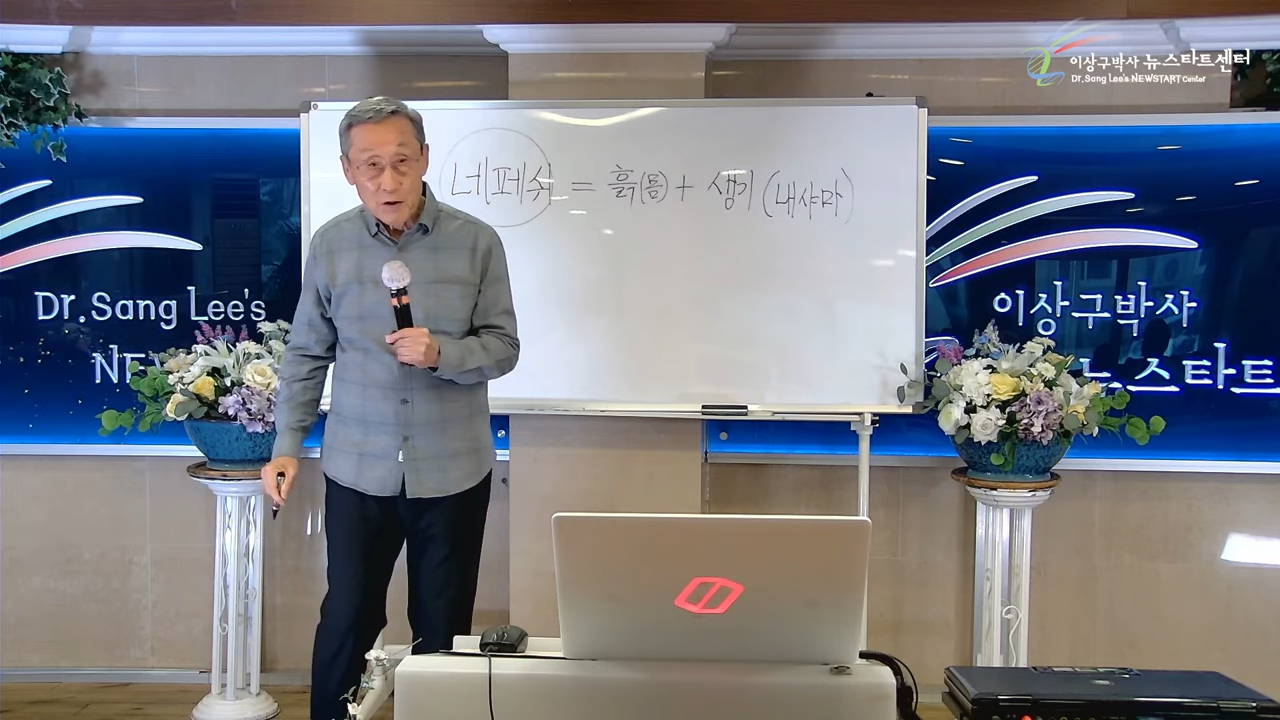 이상구박사 뉴스타트센터
Dr. Sang Lee's NEWSTART Center
네페쉬 = 흙(몸) + 생기 (내샤마)
Dr. Sang Lee's
NE
이상구박사
뉴스타트